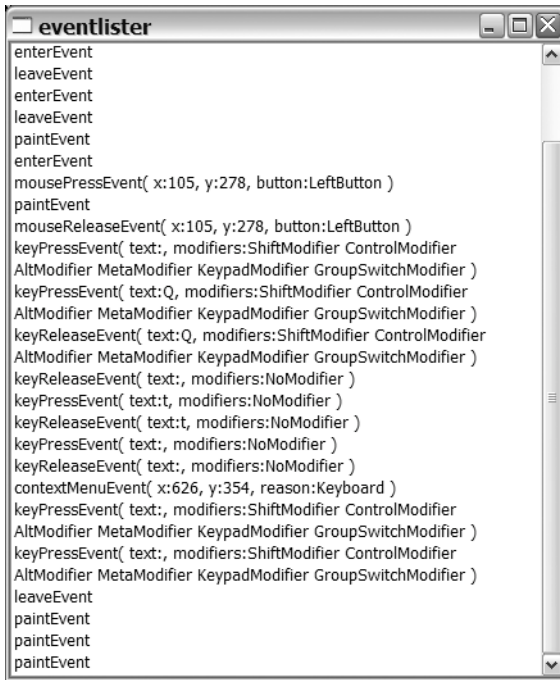 eventlister
enterEvent
leaveEvent
enterEvent
leaveEvent
paintEvent
enterEvent
mousePressEvent( x:105, y:278, button:LeftButton )
paintEvent
mouseReleaseEvent( x:105, y:278, button:LeftButton )
keyPressEvent( text:, modifiers:ShiftModifier ControlModifier
AltModifier MetaModifier KeypadModifier GroupSwitchModifier )
keyPressEvent( text:Q, modifiers:ShiftModifier ControlModifier
AltModifier MetaModifier KeypadModifier GroupSwitchModifier )
keyReleaseEvent( text:Q, modifiers:ShiftModifier ControlModifier
AltModifier MetaModifier KeypadModifier GroupSwitchModifier )
keyReleaseEvent( text:, modifiers:NoModifier )
keyPressEvent( text:t, modifiers:NoModifier )
keyReleaseEvent( text:t, modifiers:NoModifier )
keyPressEvent( text:, modifiers:NoModifier )
keyReleaseEvent( text:, modifiers:NoModifier )
contextMenuEvent( x:626, y:354, reason:Keyboard )
keyPressEvent( text:, modifiers:ShiftModifier ControlModifier
AltModifier MetaModifier KeypadModifier GroupSwitchModifier )
keyPressEvent( text:, modifiers:ShiftModifier ControlModifier
AltModifier MetaModifier KeypadModifier GroupSwitchModifier )
leaveEvent
paintEvent
paintEvent
paintEvent